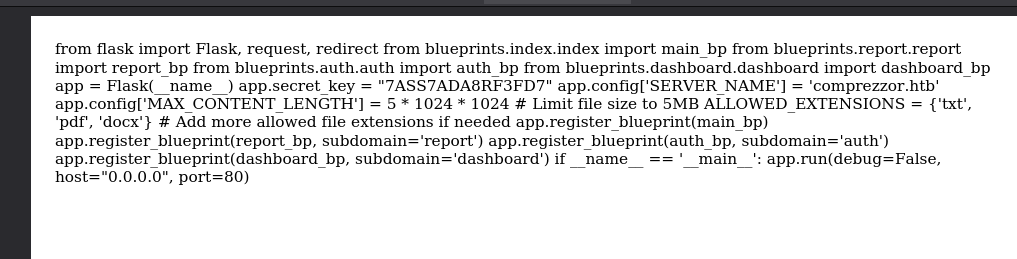 from flask import Flask, request, redirect from blueprints.index.index import main_bp from blueprints.report.report
import report_bp from blueprints.auth.auth import auth_bp from blueprints.dashboard.dashboard import dashboard_bp
app = Flask(__name__) app.secret_key = "7ASS7ADA8RF3FD7" app.config['SERVER_NAME'] = 'comprezzor.htb'
app.config['MAX_CONTENT_LENGTH'] = 5 * 1024 * 1024 # Limit file size to 5MB ALLOWED_EXTENSIONS = {'txt',
'pdf', 'docx'} # Add more allowed file extensions if needed app.register_blueprint(main_bp)
app.register_blueprint(report_bp, subdomain='report') app.register_blueprint(auth_bp, subdomain='auth')
app.register_blueprint(dashboard_bp, subdomain='dashboard') if __name__ == '__main__': app.run(debug=False,
host="0.0.0.0", port=80)